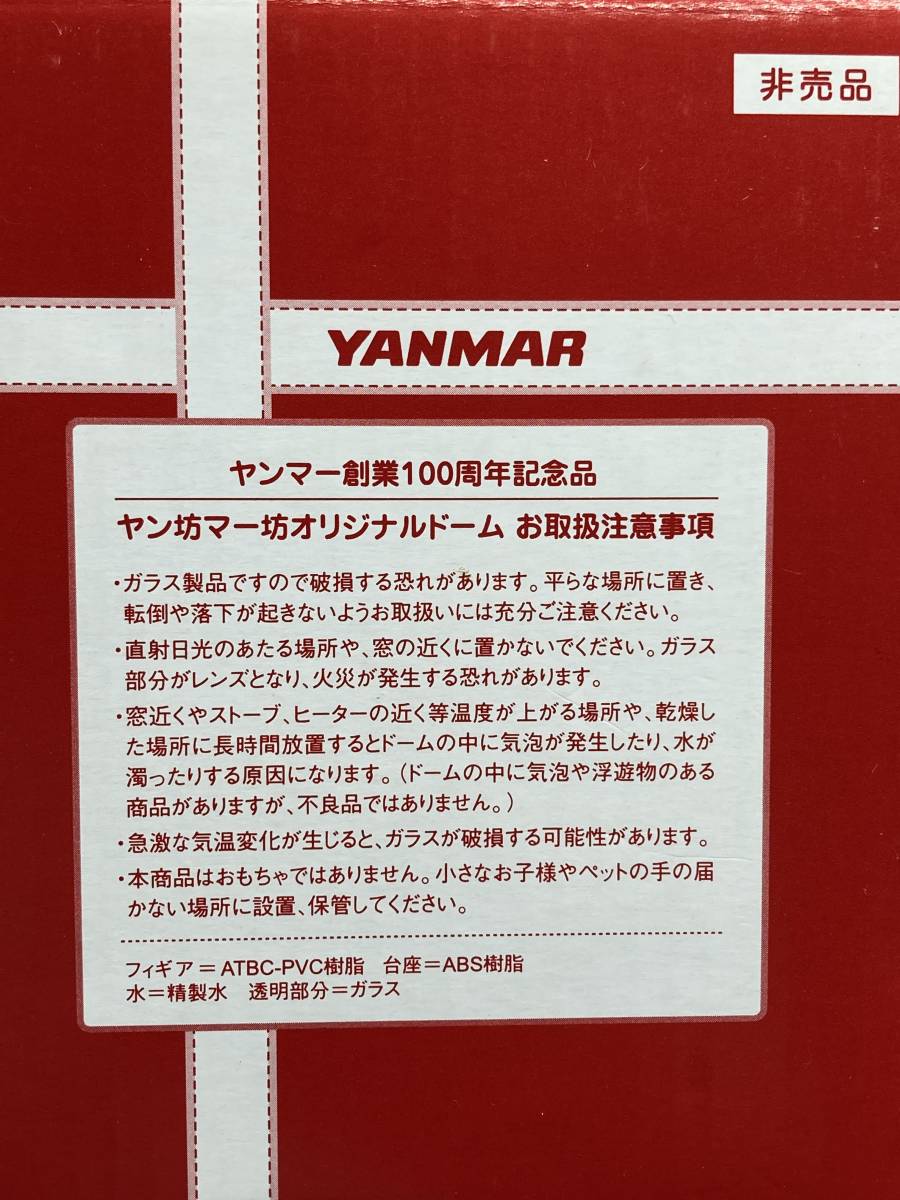 非売品
YANMAR
ヤンマー創業100周年記念品
ヤン坊マー坊オリジナルドーム お取扱注意事項
・ガラス製品ですので破損する恐れがあります。平らな場所に置き、
転倒や落下が起きないようお取扱いには充分ご注意ください。
・直射日光のあたる場所や、窓の近くに置かないでください。ガラス
部分がレンズとなり、火災が発生する恐れがあります。
・窓近くやストーブ、ヒーターの近く等温度が上がる場所や、乾燥し
た場所に長時間放置するとドームの中に気泡が発生したり、水が
濁ったりする原因になります。（ドームの中に気泡や浮遊物のある
商品がありますが、不良品ではありません。）
・急激な気温変化が生じると、ガラスが破損する可能性があります。
・本商品はおもちゃではありません。小さなお子様やペットの手の届
かない場所に設置、保管してください。
フィギア＝ATBC-PVC樹脂　台座＝ABS樹脂
水＝精製水　透明部分＝ガラス